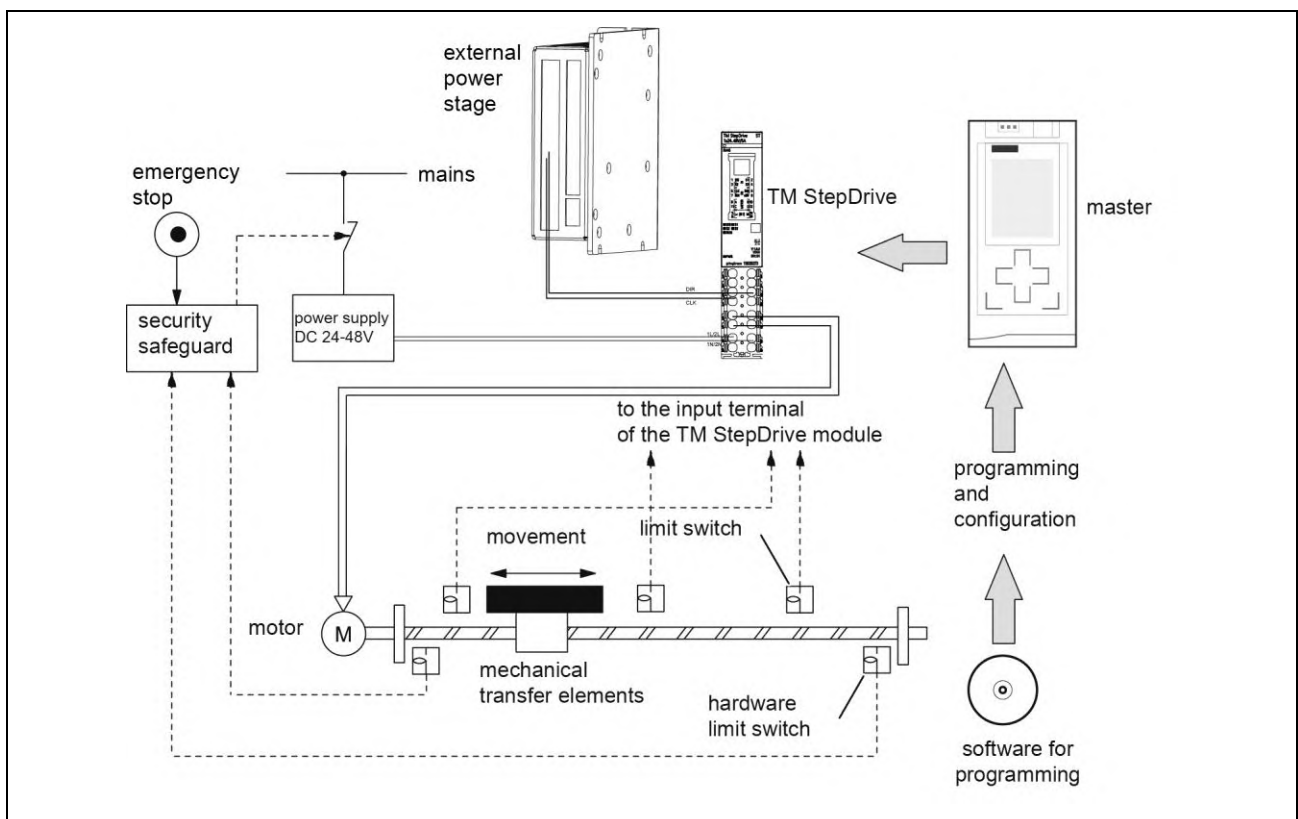 external
power
stage
emergency
stop
mains
TM StepDrive
master
DIR
CLK
security
safeguard
power supply
DC 24-48V
to the input terminal
of the TM StepDrive module
programming
and
configuration
limit switch
movement
motor
M
mechanical
transfer elements
hardware
limit switch
software for
programming